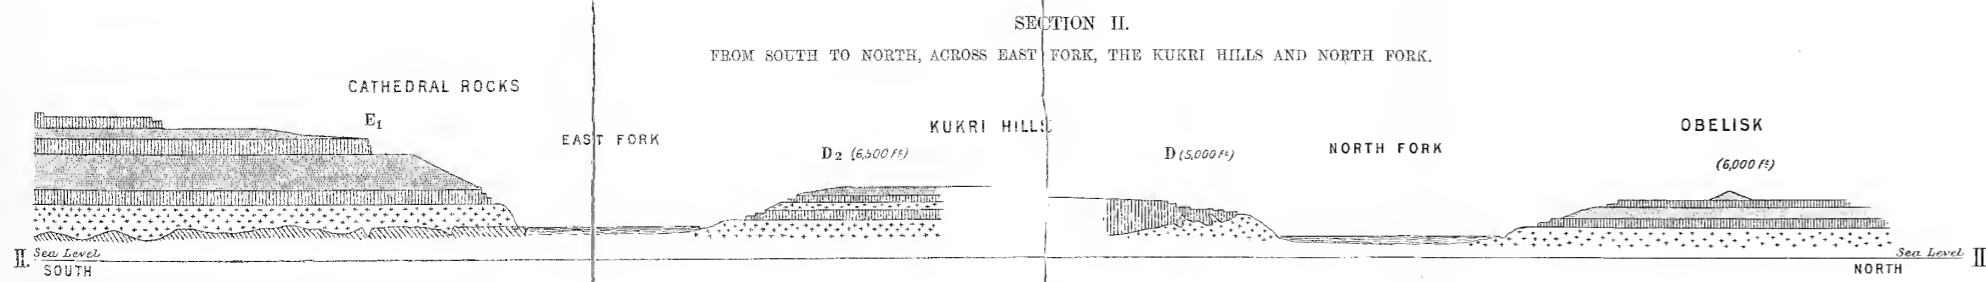 SECTION II.
FROM SOUTH TO NORTH, ACROSS EAST FORK, THE KUKRI HILLS AND NORTH FORK.
CATHEDRAL ROCKS
E1
EAST FORK
KUKRI HILLS
D2 (6,500 Ft)
D (5,000 Ft)
NORTH FORK
OBELISK
(6,000 Ft)
II. Sea Level
SOUTH
Sea Level II
NORTH